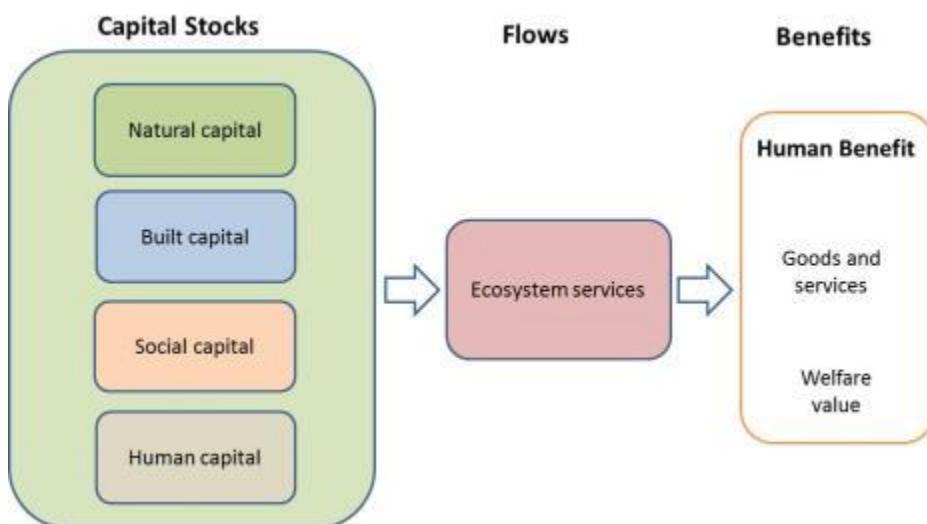 Capital Stocks
Flows
Benefits
Natural capital
Built capital
Social capital
Human capital
Ecosystem services
Human Benefit
Goods and
services
Welfare
value